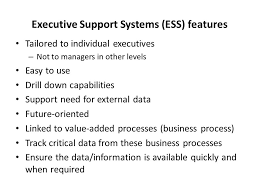 Executive Support Systems (ESS) features
• Tailored to individual executives
– Not to managers in other levels
• Easy to use
• Drill down capabilities
• Support need for external data
• Future-oriented
• Linked to value-added processes (business process)
• Track critical data from these business processes
• Ensure the data/information is available quickly and
when required